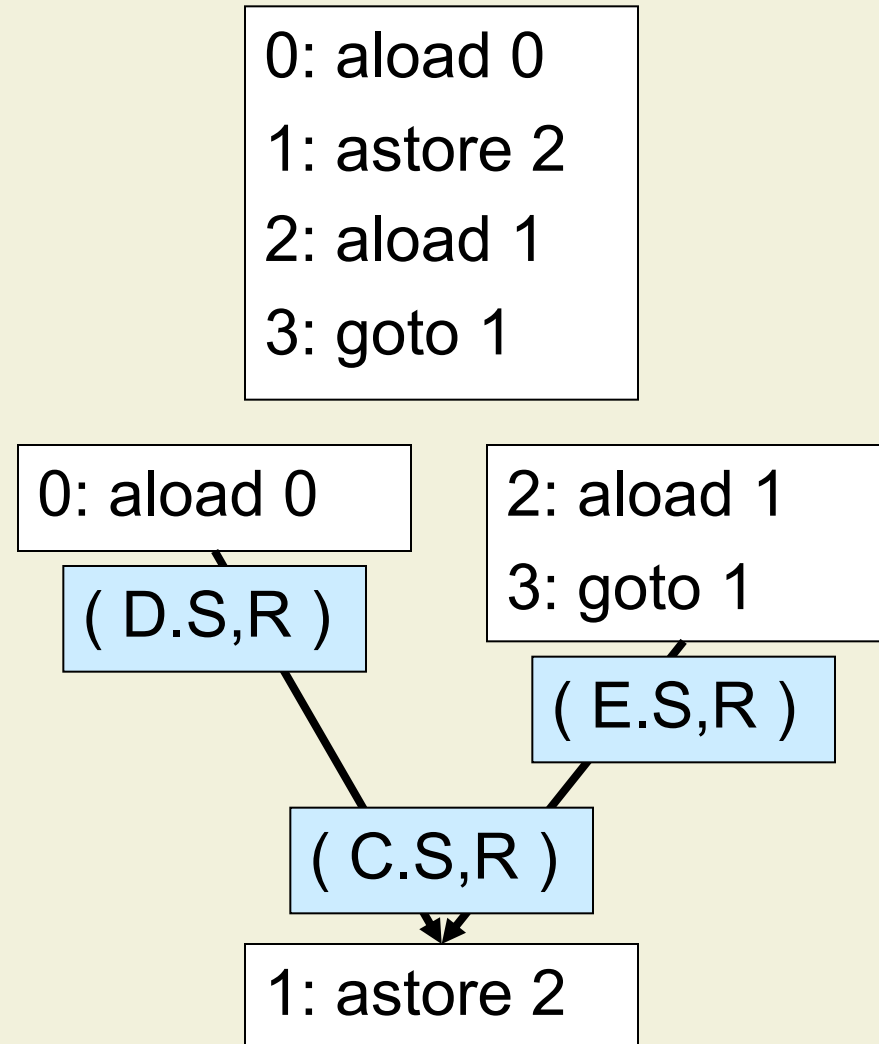 0: aload 0
1: astore 2
2: aload 1
3: goto 1
0: aload 0
2: aload 1
3: goto 1
( D.S,R )
( E.S,R )
( C.S,R )
1: astore 2